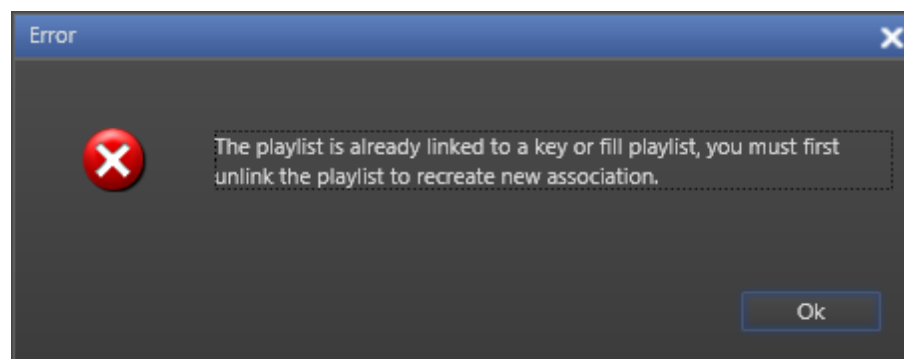 Error
The playlist is already linked to a key or fill playlist, you must first
unlink the playlist to recreate new association.
Ok